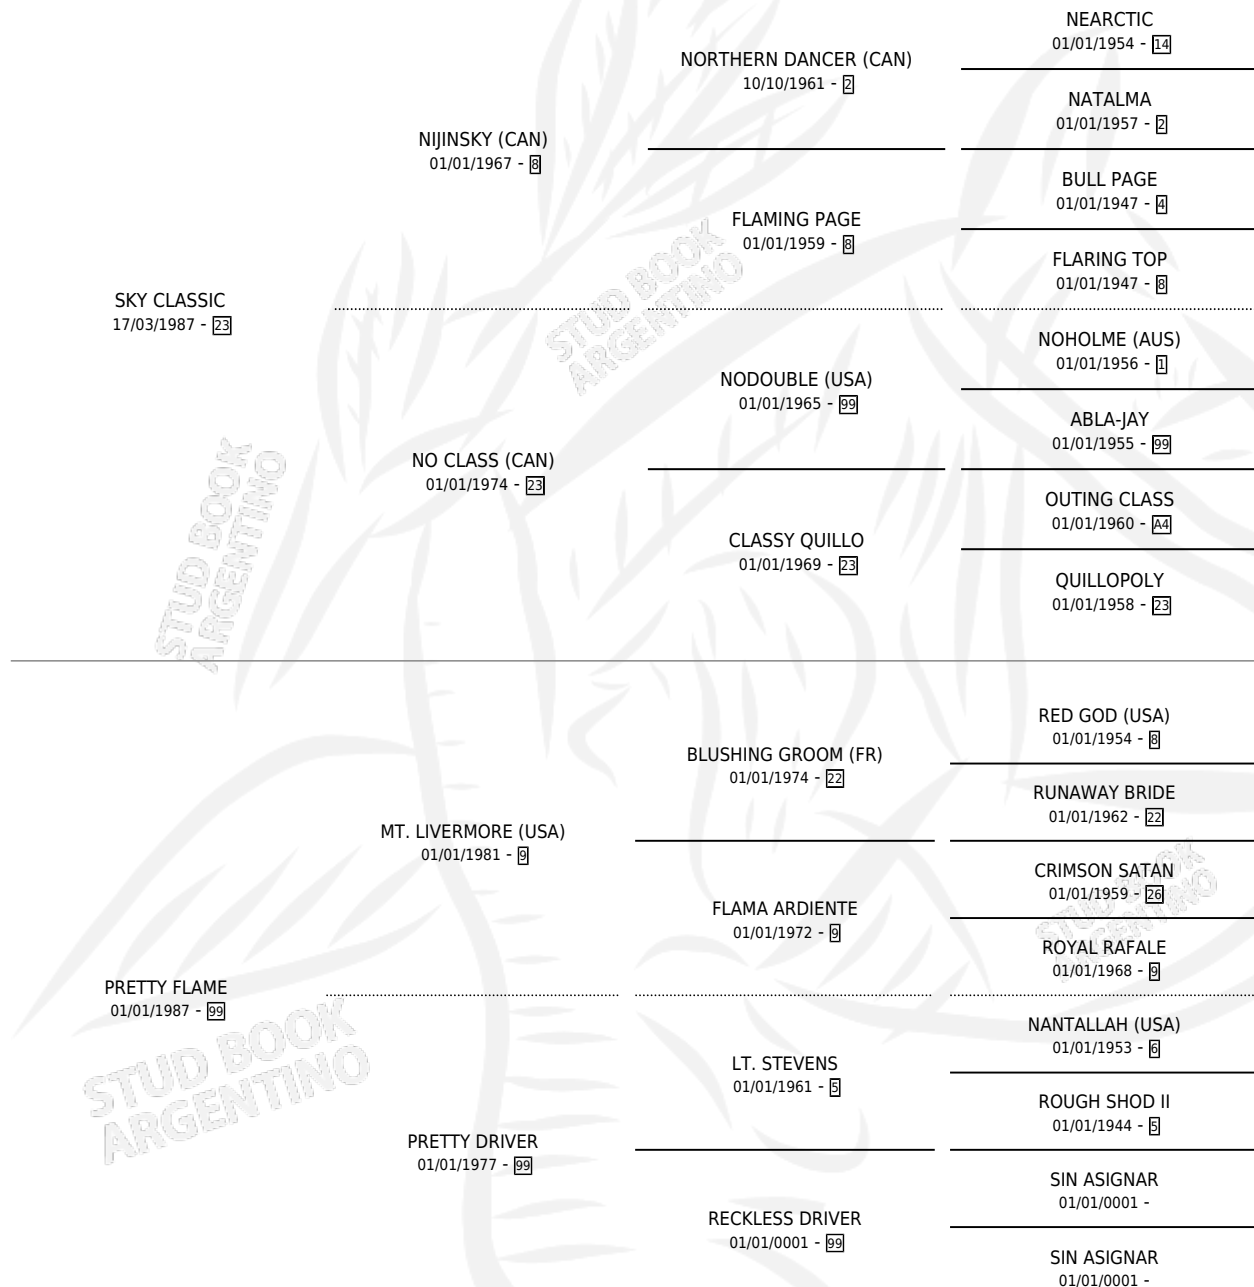 NEARCTIC
01/01/1954 - 14
NORTHERN DANCER (CAN)
10/10/1961 - 2
NATALMA
01/01/1957 - 2
NIJINSKY (CAN)
01/01/1967 - 8
BULL PAGE
01/01/1947 - 4
FLAMING PAGE
01/01/1959 - 8
FLARING TOP
01/01/1947 - 8
SKY CLASSIC
17/03/1987 - 23
STUD BOOK
ARGENTINO
NOHOLME (AUS)
01/01/1956 - 1
NODOUBLE (USA)
01/01/1965 - 99
ABLA-JAY
01/01/1955 - 99
NO CLASS (CAN)
01/01/1974 - 23
OUTING CLASS
01/01/1960 - A4
CLASSY QUILLO
01/01/1969 - 23
QUILLOPOLY
01/01/1958 - 23
STUD BOOK
ARGENTINO
RED GOD (USA)
01/01/1954 - 8
BLUSHING GROOM (FR)
01/01/1974 - 22
RUNAWAY BRIDE
01/01/1962 - 22
MT. LIVERMORE (USA)
01/01/1981 - 9
CRIMSON SATAN
01/01/1959 - 26
FLAMA ARDIENTE
01/01/1972 - 9
STUD BOOK
ARGENTINO
ROYAL RAFALE
01/01/1968 - 9
PRETTY FLAME
01/01/1987 - 99
NANTALLAH (USA)
01/01/1953 - 6
LT. STEVENS
01/01/1961 - 5
STUD BOOK
ARGENTINO
ROUGH SHOD II
01/01/1944 - 5
PRETTY DRIVER
01/01/1977 - 99
SIN ASIGNAR
01/01/0001 -
RECKLESS DRIVER
01/01/0001 - 99
SIN ASIGNAR
01/01/0001 -